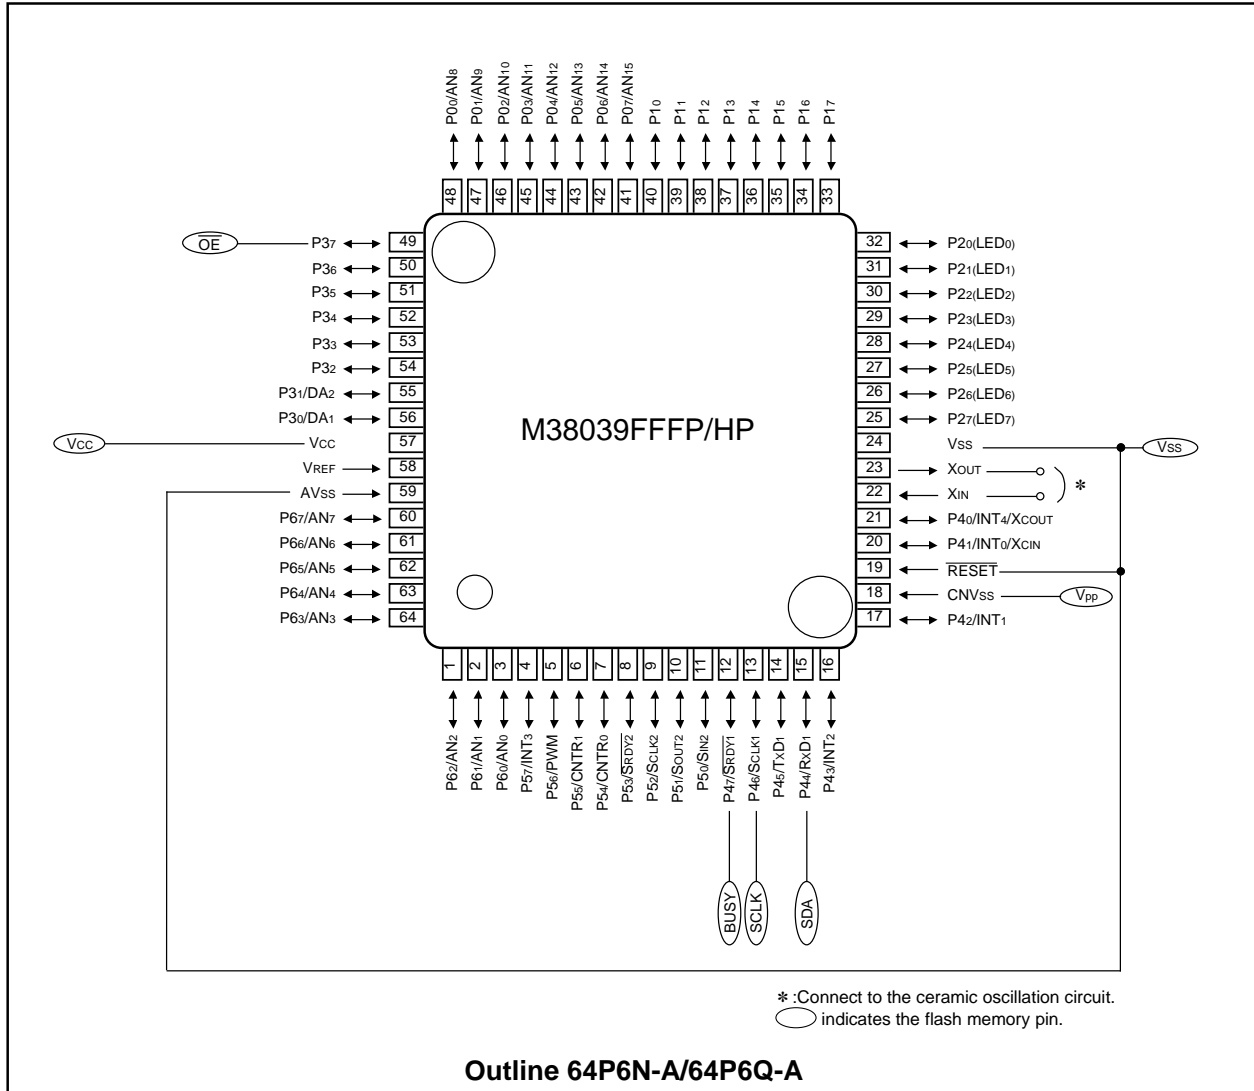 P00/AN8
P01/AN9
P02/AN10
P03/AN11
P04/AN12
P05/AN13
P06/AN14
P07/AN15
P10
P11
P12
P13
P14
P15
P16
P17
48 47 46 45 44 43 42 41 40 39 38 37 36 35 34 33
OE P37 49
P36 50
P35 51
P34 52
P33 53
P32 54
P31/DA2 55
P30/DA1 56
VCC VCC 57
VREF 58
AVSS 59
P67/AN7 60
P66/AN6 61
P65/AN5 62
P64/AN4 63
P63/AN3 64
M38039FFFP/HP
32 P20(LED0)
31 P21(LED1)
30 P22(LED2)
29 P23(LED3)
28 P24(LED4)
27 P25(LED5)
26 P26(LED6)
25 P27(LED7)
24 VSS VSS
23 XOUT
22 XIN *
21 P40/INT4/XCOUT
20 P41/INT0/XCIN
19 RESET
18 CNVSS Vpp
17 P42/INT1
1 2 3 4 5 6 7 8 9 10 11 12 13 14 15 16
P62/AN2
P61/AN1
P60/AN0
P57/INT3
P56/PWM
P55/CNTR1
P54/CNTR0
P53/SRDY2
P52/SCLK2
P51/SOUT2
P50/SIN2
P47/SRDY1
P46/SCLK1
P45/TXD1
P44/RXD1
P43/INT2
BUSY
SCLK
SDA
* :Connect to the ceramic oscillation circuit.
indicates the flash memory pin.
Outline 64P6N-A/64P6Q-A